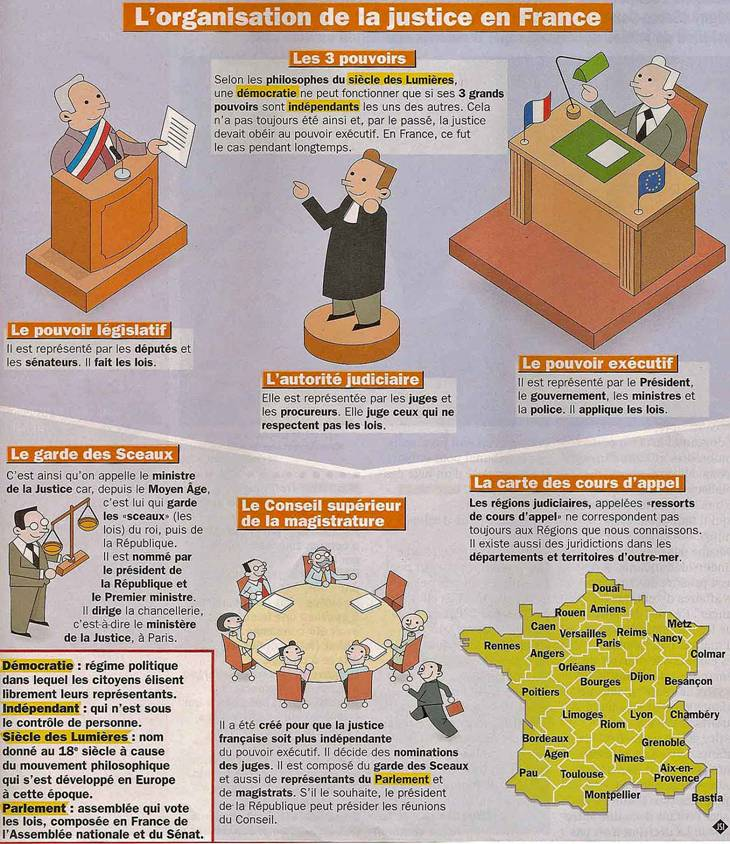 L'organisation de la justice en France
Les 3 pouvoirs
Selon les philosophes du siècle des Lumières,
une démocratie ne peut fonctionner que si ses 3 grands
pouvoirs sont indépendants les uns des autres. Cela
n'a pas toujours été ainsi et, par le passé, la justice
devait obéir au pouvoir exécutif. En France, ce fut
le cas pendant longtemps.
Le pouvoir législatif
Il est représenté par les députés et
les sénateurs. Il fait les lois.
L'autorité judiciaire
Elle est représentée par les juges et
les procureurs. Elle juge ceux qui ne
respectent pas les lois.
Le pouvoir exécutif
Il est représenté par le Président,
le gouvernement, les ministres et
la police. Il applique les lois.
Le garde des Sceaux
C'est ainsi qu'on appelle le ministre
de la Justice car, depuis le Moyen Âge,
c'est lui qui garde
les «sceaux» (les
lois) du roi, puis de
la République.
Il est nommé par
le président de
la République et
le Premier ministre.
Il dirige la chancellerie,
c'est-à-dire le ministère
de la Justice, à Paris.
Démocratie : régime politique
dans lequel les citoyens élisent
librement leurs représentants.
Indépendant : qui n'est sous
le contrôle de personne.
Siècle des Lumières : nom
donné au 18e siècle à cause
du mouvement philosophique
qui s'est développé en Europe
à cette époque.
Parlement : assemblée qui vote
les lois, composée en France de
l'Assemblée nationale et du Sénat.
Le Conseil supérieur
de la magistrature
Il a été créé pour que la justice
française soit plus indépendante
du pouvoir exécutif. Il décide des nominations
des juges. Il est composé du garde des Sceaux
et aussi de représentants du Parlement et
de magistrats. S'il le souhaite, le président
de la République peut présider les réunions
du Conseil.
La carte des cours d'appel
Les régions judiciaires, appelées «ressorts
de cours d'appel» ne correspondent pas
toujours aux Régions que nous connaissons.
Il existe aussi des juridictions dans les
départements et territoires d'outre-mer.
Douai
Rouen Amiens
Caen
Versailles
Paris
Reims
Metz
Nancy
Colmar
Rennes
Angers
Orléans
Bourges
Dijon
Besançon
Poitiers
Limoges
Riom
Lyon
Chambéry
Bordeaux
Grenoble
Agen
Nimes
Pau
Toulouse
Aix-en-
Provence
Montpellier
Bastia
JSI